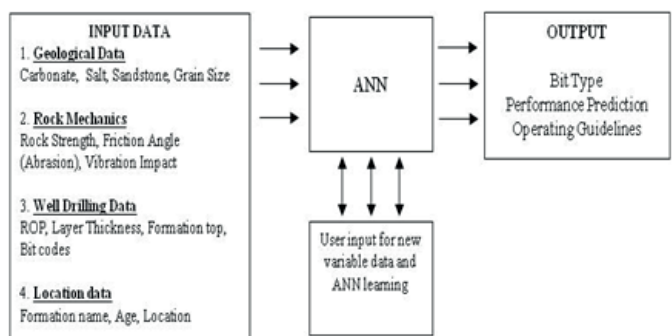 INPUT DATA
1. Geological Data
Carbonate, Salt, Sandstone, Grain Size
2. Rock Mechanics
Rock Strength, Friction Angle
(Abrasion), Vibration Impact
3. Well Drilling Data
ROP, Layer Thickness, Formation top,
Bit codes
4. Location data
Formation name, Age, Location
ANN
User input for new
variable data and
ANN learning
OUTPUT
Bit Type
Performance Prediction
Operating Guidelines